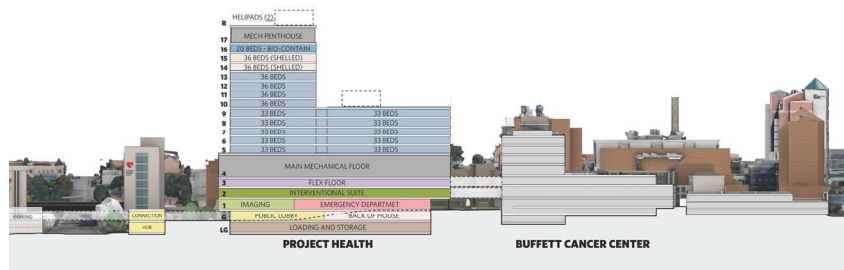 HELIPADS (2)
R
17 MECH PENTHOUSE
16 20 BEDS - BIO-CONTAIN
15 36 BEDS (SHELLED)
14 36 BEDS (SHELLED)
13 36 BEDS
12 36 BEDS
11 36 BEDS
10 36 BEDS
9 33 BEDS 33 BEDS
8 33 BEDS 33 BEDS
7 33 BEDS 33 BEDS
6 33 BEDS 33 BEDS
5 33 BEDS 33 BEDS
MAIN MECHANICAL FLOOR
4
3 FLEX FLOOR
2 INTERVENTIONAL SUITE
1 IMAGING EMERGENCY DEPARTMET
PARKING CONNECTION G PUBLIC LOBBY BACK OF HOUSE
HUB LG LOADING AND STORAGE
PROJECT HEALTH BUFFETT CANCER CENTER